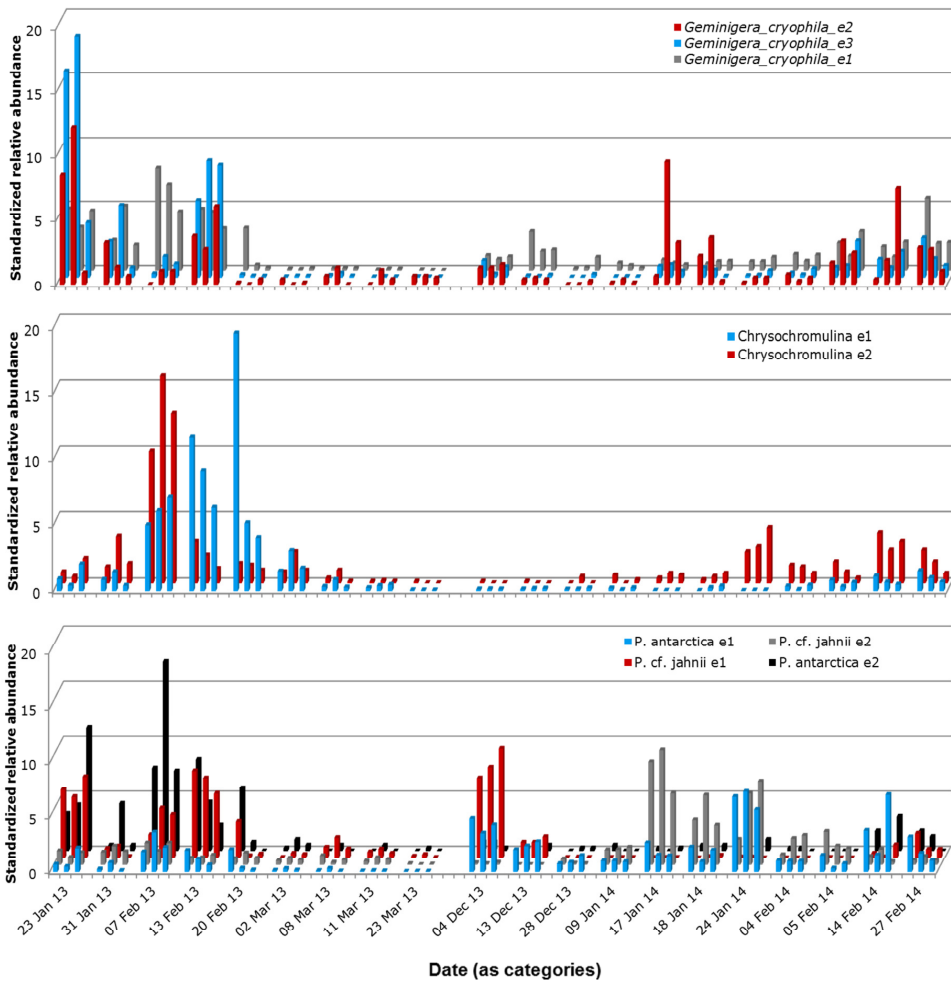 20
15
10
5
0
Standardized relative abundance
Geminigera_cryophila_e2
Geminigera_cryophila_e3
Geminigera_cryophila_e1
20
15
10
5
0
Standardized relative abundance
Chrysochromulina e1
Chrysochromulina e2
20
15
10
5
0
Standardized relative abundance
P. antarctica e1 P. cf. jahnii e2
P. cf. jahnii e1 P. antarctica e2
23 Jan 13
31 Jan 13
07 Feb 13
13 Feb 13
20 Feb 13
02 Mar 13
08 Mar 13
11 Mar 13
23 Mar 13
04 Dec 13
13 Dec 13
28 Dec 13
09 Jan 14
17 Jan 14
18 Jan 14
24 Jan 14
04 Feb 14
05 Feb 14
14 Feb 14
27 Feb 14
Date (as categories)